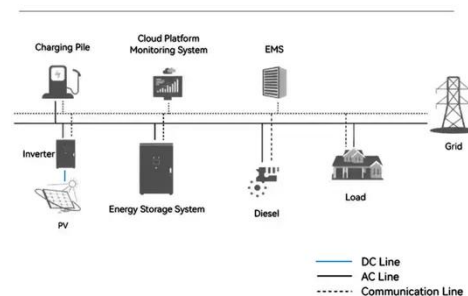 Charging Pile
Cloud Platform
Monitoring System
EMS
Grid
Inverter
PV
Energy Storage System
Diesel
Load
DC Line
AC Line
Communication Line